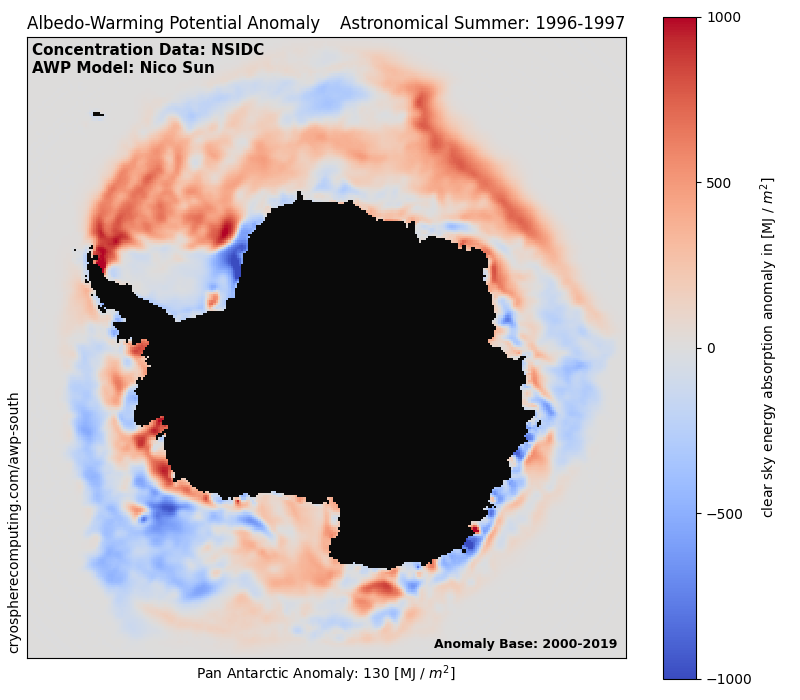 Albedo-Warming Potential Anomaly    Astronomical Summer: 1996-1997
Concentration Data: NSIDC
AWP Model: Nico Sun
cryospherecomputing.com/awp-south
Anomaly Base: 2000-2019
Pan Antarctic Anomaly: 130 [MJ / m²]
1000
500
0
−500
−1000
clear sky energy absorption anomaly in [MJ / m²]